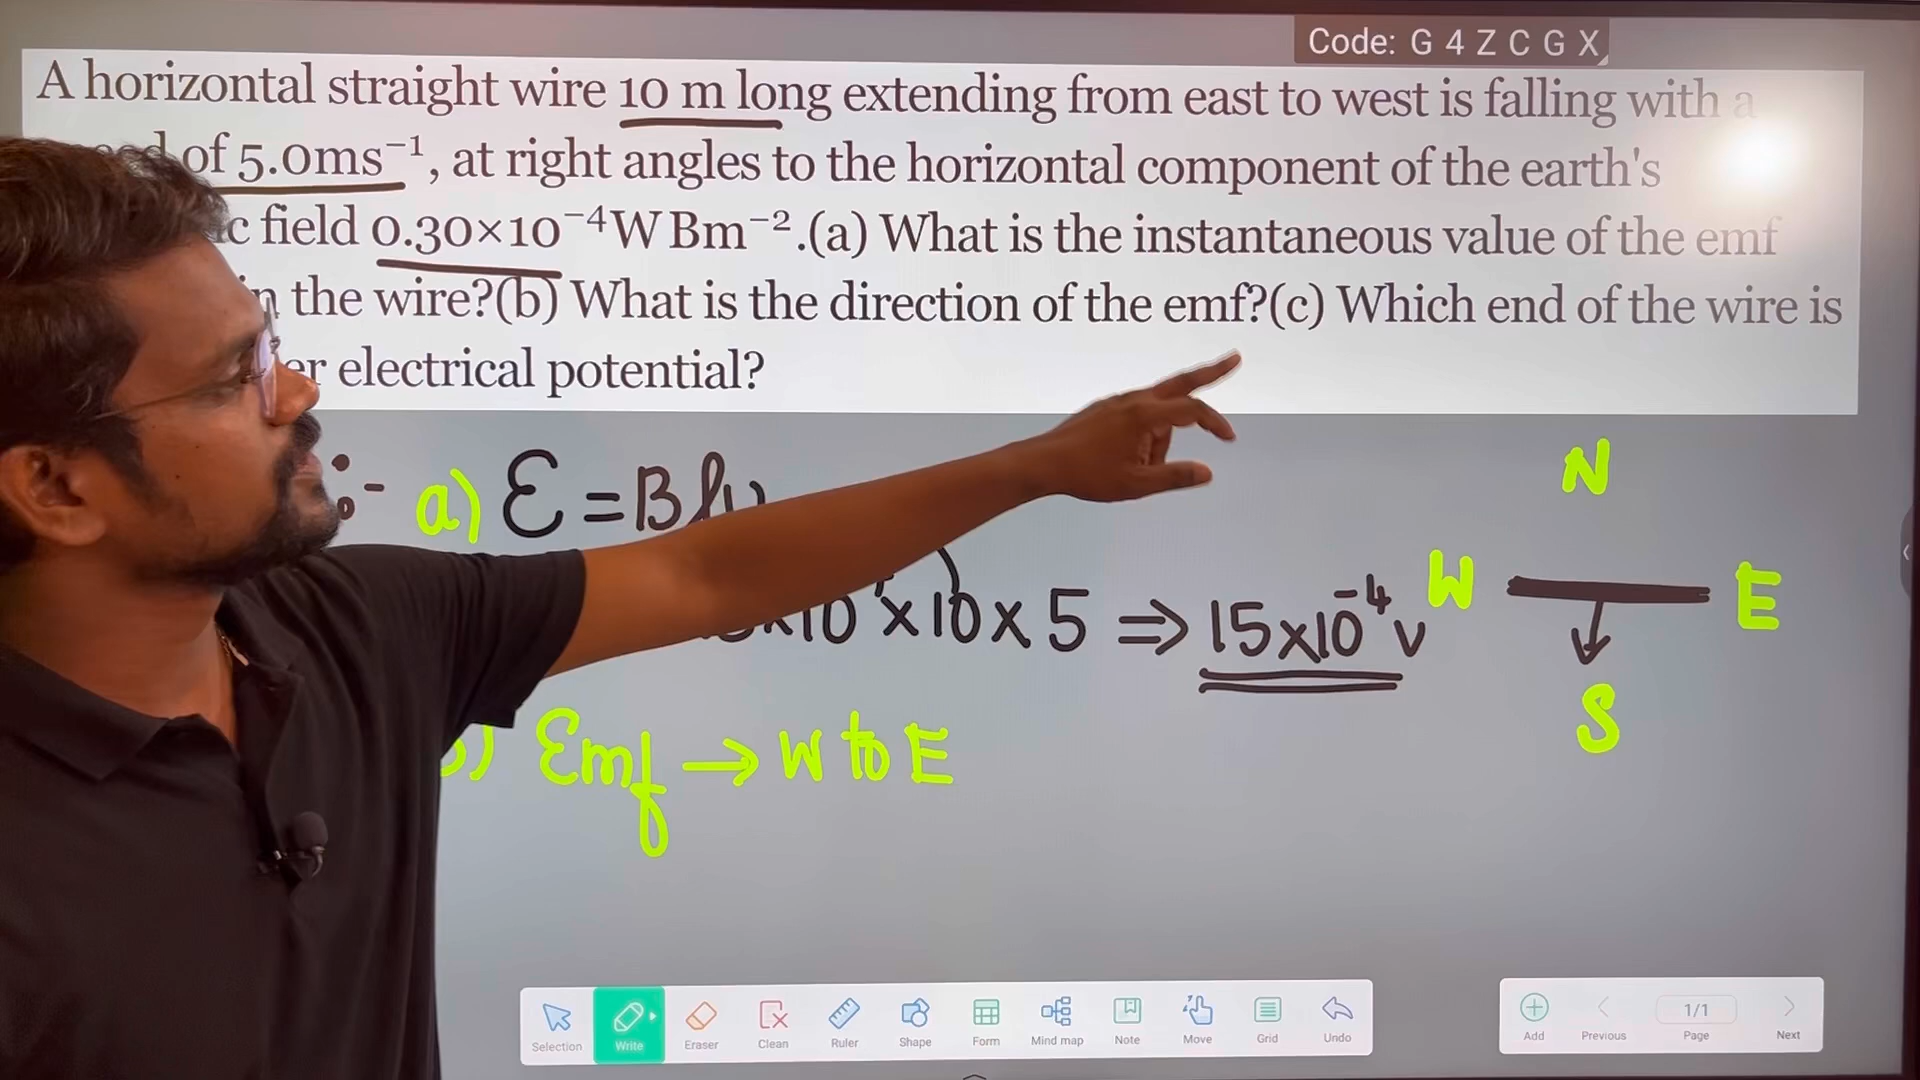 Code: G 4 Z C G X
A horizontal straight wire 10 m long extending from east to west is falling with a
of 5.0ms⁻¹, at right angles to the horizontal component of the earth's
c field 0.30×10⁻⁴WBm⁻².(a) What is the instantaneous value of the emf
n the wire?(b) What is the direction of the emf?(c) Which end of the wire is
er electrical potential?
:- a) Ɛ = Blv
x10 x 10 x 5 ⇒ 15x10⁻⁴ v
N
W E
S
b) Emf → W to E
Selection Write Eraser Clean Ruler Shape Form Mind map Note Move Grid Undo
Add Previous 1/1 Page Next